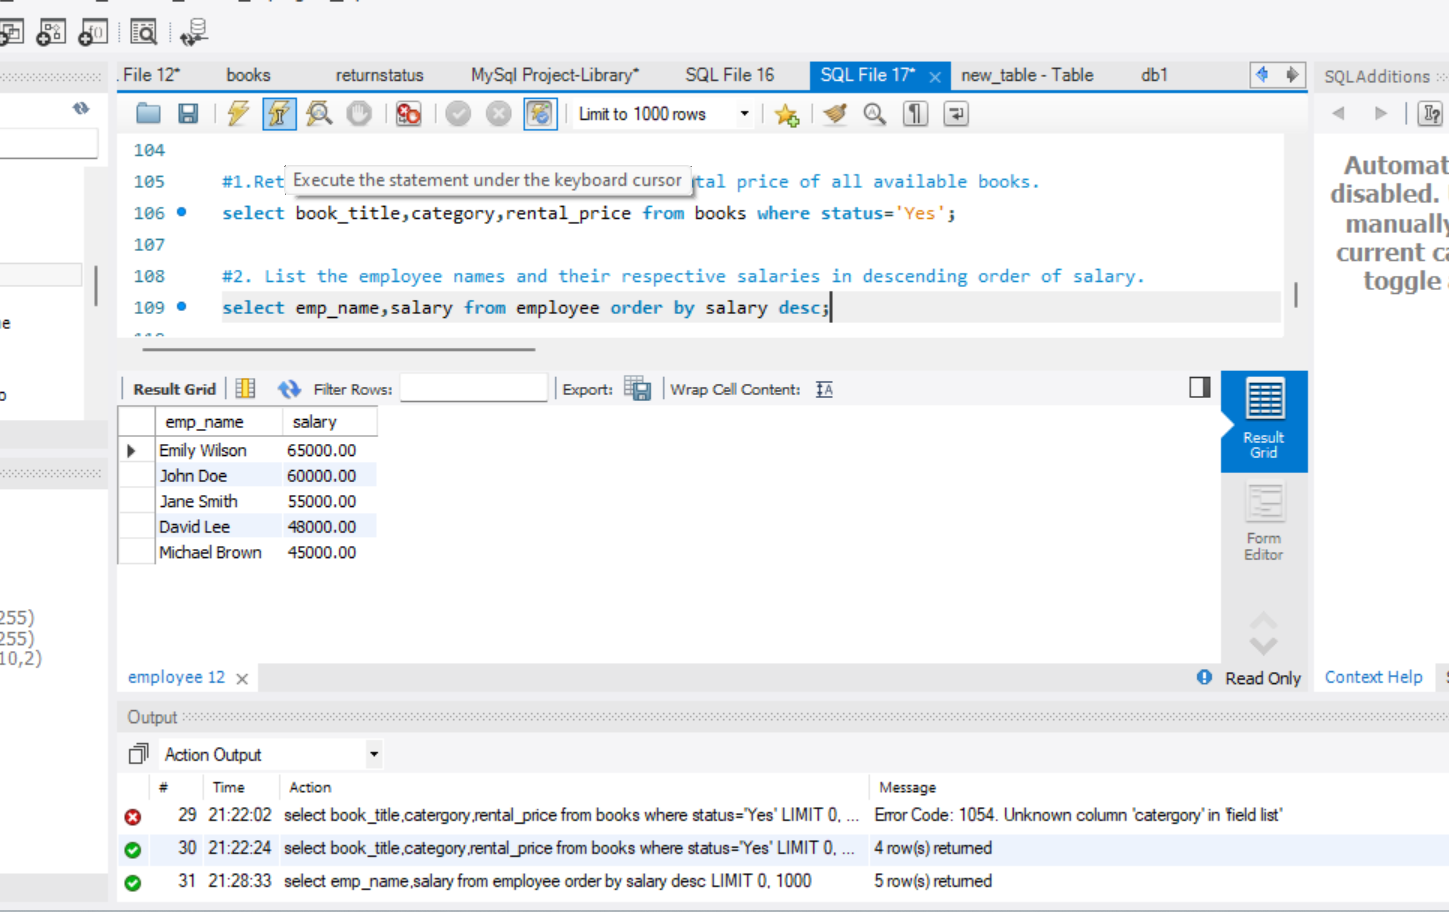 File 12*
books
returnstatus
MySql Project-Library*
SQL File 16
SQL File 17*
new_table - Table
db1
SQLAdditions
Limit to 1000 rows
104
105 #1.Ret
Execute the statement under the keyboard cursor
tal price of all available books.
106 select book_title,category,rental_price from books where status='Yes';
107
108 #2. List the employee names and their respective salaries in descending order of salary.
109 select emp_name,salary from employee order by salary desc;
Automat
disabled.
manually
current ca
toggle
Result Grid
Filter Rows:
Export:
Wrap Cell Content:
emp_name salary
Emily Wilson 65000.00
John Doe 60000.00
Jane Smith 55000.00
David Lee 48000.00
Michael Brown 45000.00
Result
Grid
Form
Editor
255)
255)
10,2)
employee 12
Read Only
Context Help
Output
Action Output
# Time Action Message
29 21:22:02 select book_title,catergory,rental_price from books where status='Yes' LIMIT 0, ... Error Code: 1054. Unknown column 'catergory' in 'field list'
30 21:22:24 select book_title,category,rental_price from books where status='Yes' LIMIT 0, ... 4 row(s) returned
31 21:28:33 select emp_name,salary from employee order by salary desc LIMIT 0, 1000 5 row(s) returned